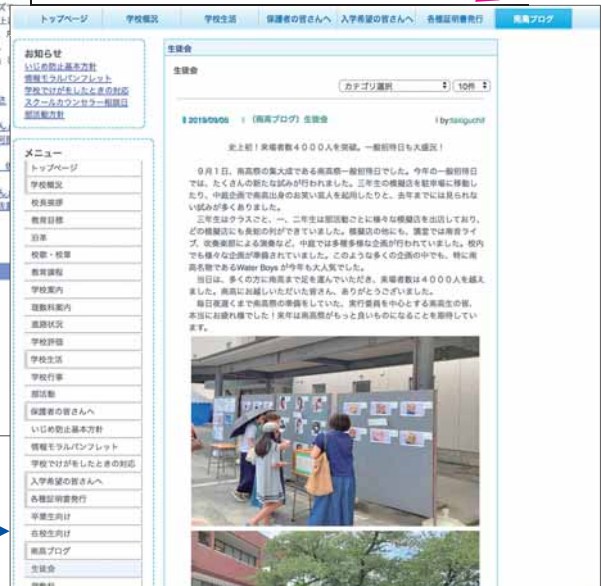 トップページ
学校概況
学校生活
保護者の皆さんへ
入学希望の皆さんへ
各種証明書発行
南高ブログ
お知らせ
いじめ防止基本方針
情報モラルパンフレット
学校でけがをしたときの対応
スクールカウンセラー相談日
部活動方針
メニュー
トップページ
学校概況
校長挨拶
教育目標
沿革
校歌・校章
教育課程
学校案内
理数科案内
進路状況
学校評価
学校生活
学校行事
部活動
保護者の皆さんへ
いじめ防止基本方針
情報モラルパンフレット
学校でけがをしたときの対応
入学希望の皆さんへ
各種証明書発行
卒業生向け
在校生向け
南高ブログ
生徒会
生徒会
生徒会
カテゴリ選択
10件
2019/09/05
(南高ブログ) 生徒会
史上初!来場者数4000人を突破。一般招待日も大盛況!
9月1日、南高祭の集大成である南高祭一般招待日でした。今年の一般招待日
では、たくさんの新たな試みが行われました。三年生の模擬店を駐車場に移動し
たり、中庭企画で南高出身のお笑い芸人を起用したりと、去年までには見られな
い試みが多くありました。
三年生はクラスごと、一、二年生は部活動ごとに様々な模擬店を出店しており、
どの模擬店にも長蛇の列ができていました。模擬店の他にも、講堂では南音ライ
ブ、吹奏楽部による演奏など、中庭では多種多様な企画が行われていました。校内
でも様々な企画が準備されていました。このような多くの企画の中でも、特に南
高名物であるWater Boys が今年も大人気でした。
当日は、多くの方に南高まで足を運んでいただき、来場者数は4000人を越え
ました。南高にお越しいただいた皆さん、ありがとうございました。
毎日夜遅くまで南高祭の準備をしていた、実行委員を中心とする南高生の皆、
本当にお疲れ様でした!来年は南高祭がもっと良いものになることを期待してい
ます。